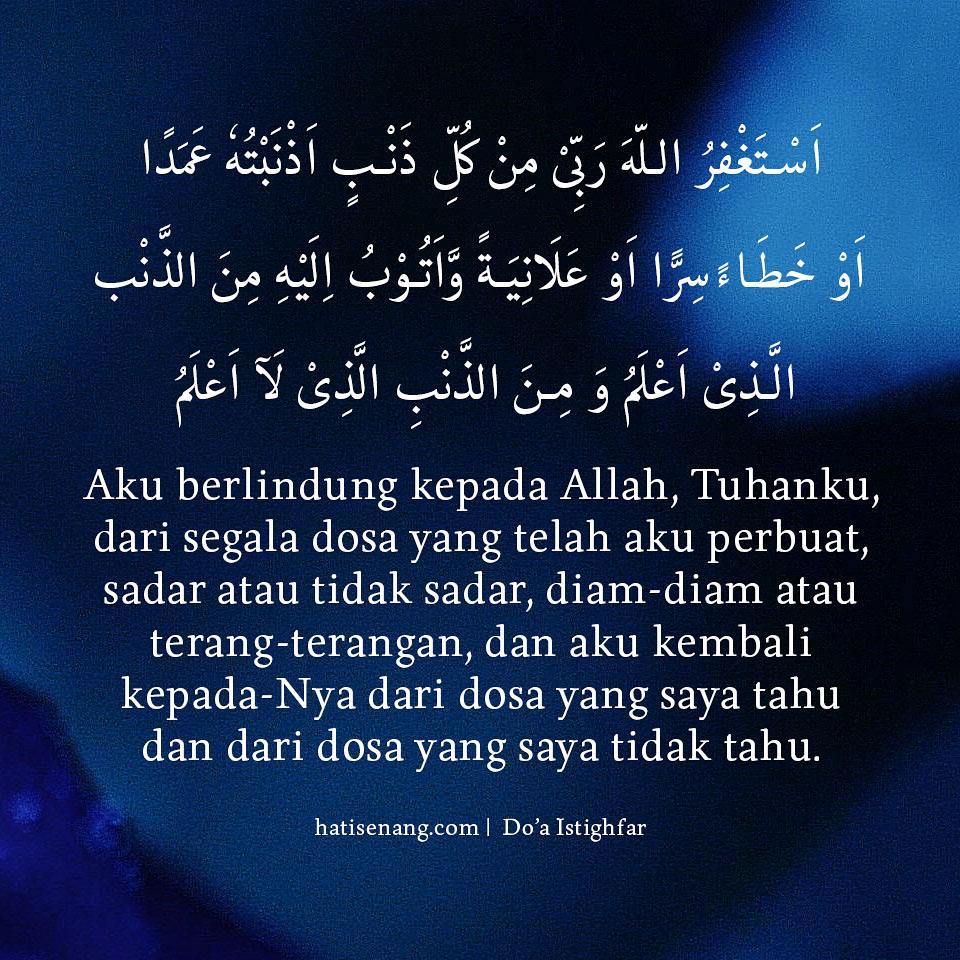 اَسْتَغْفِرُ اللّهَ رَبِّيْ مِنْ كُلِّ ذَنْبٍ اَذْنَبْتُهٗ عَمَدًا
اَوْ خَطَاءً سِرًّا اَوْ عَلَانِيَةً وَّاَتُوْبُ اِلَيْهِ مِنَ الذَّنْب
الَّذِيْ اَعْلَمُ وَ مِنَ الذَّنْبِ الَّذِيْ لَآ اَعْلَمُ
Aku berlindung kepada Allah, Tuhanku,
dari segala dosa yang telah aku perbuat,
sadar atau tidak sadar, diam-diam atau
terang-terangan, dan aku kembali
kepada-Nya dari dosa yang saya tahu
dan dari dosa yang saya tidak tahu.
hatisenang.com | Do’a Istighfar